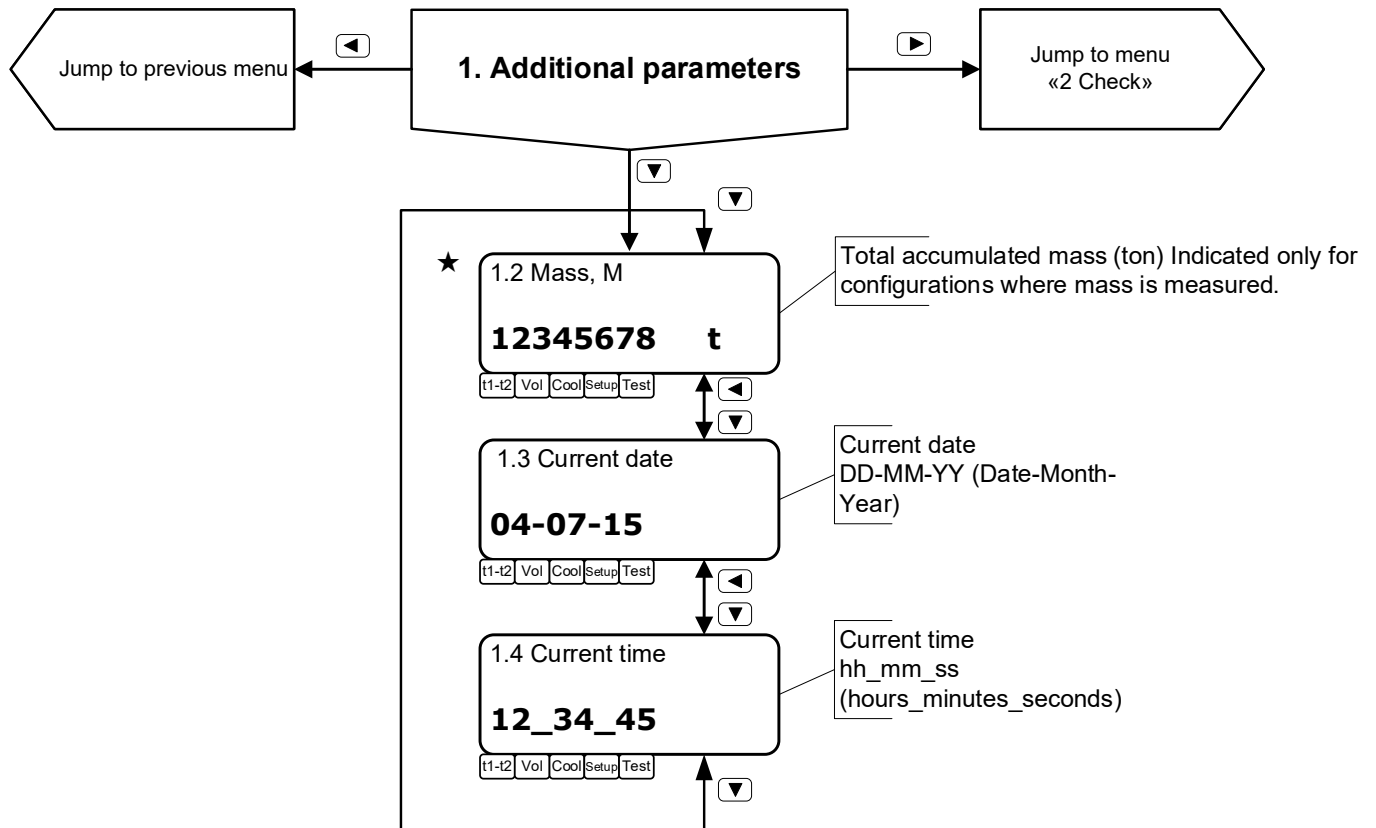 Jump to previous menu
1. Additional parameters
Jump to menu
«2 Check»
1.2 Mass, M
12345678 t
t1-t2 Vol Cool Setup Test
Total accumulated mass (ton) Indicated only for
configurations where mass is measured.
1.3 Current date
04-07-15
t1-t2 Vol Cool Setup Test
Current date
DD-MM-YY (Date-Month-
Year)
1.4 Current time
12_34_45
t1-t2 Vol Cool Setup Test
Current time
hh_mm_ss
(hours_minutes_seconds)